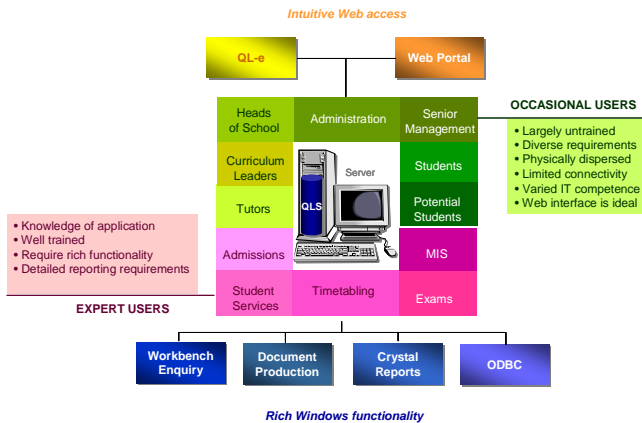 Intuitive Web access
QL-e
Web Portal
Heads
of School
Administration
Senior
Management
OCCASIONAL USERS
• Largely untrained
• Diverse requirements
• Physically dispersed
• Limited connectivity
• Varied IT competence
• Web interface is ideal
Curriculum
Leaders
Server
Students
QLS
Tutors
Potential
Students
• Knowledge of application
• Well trained
• Require rich functionality
• Detailed reporting requirements
Admissions
MIS
EXPERT USERS
Student
Services
Timetabling
Exams
Workbench
Enquiry
Document
Production
Crystal
Reports
ODBC
Rich Windows functionality